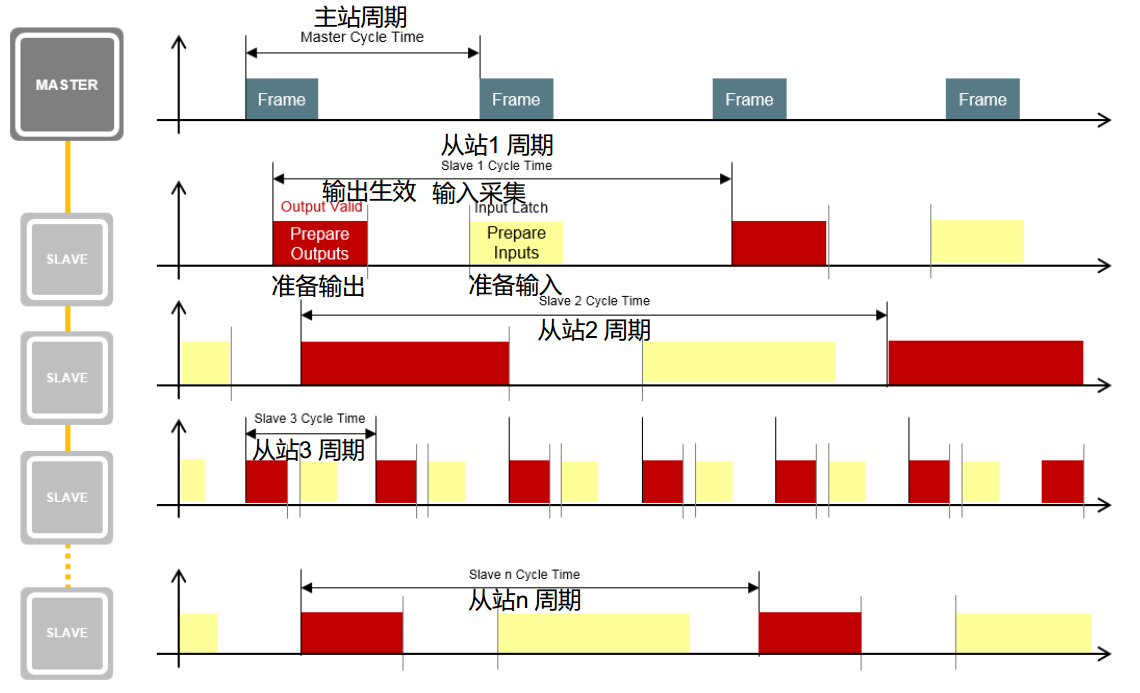 主站周期
Master Cycle Time
MASTER
Frame
Frame
Frame
Frame
从站1 周期
Slave 1 Cycle Time
输出生效
输入采集
Output Valid
Input Latch
Prepare
Outputs
Prepare
Inputs
SLAVE
准备输出
准备输入
Slave 2 Cycle Time
从站2 周期
SLAVE
Slave 3 Cycle Time
从站3 周期
SLAVE
Slave n Cycle Time
从站n 周期
SLAVE